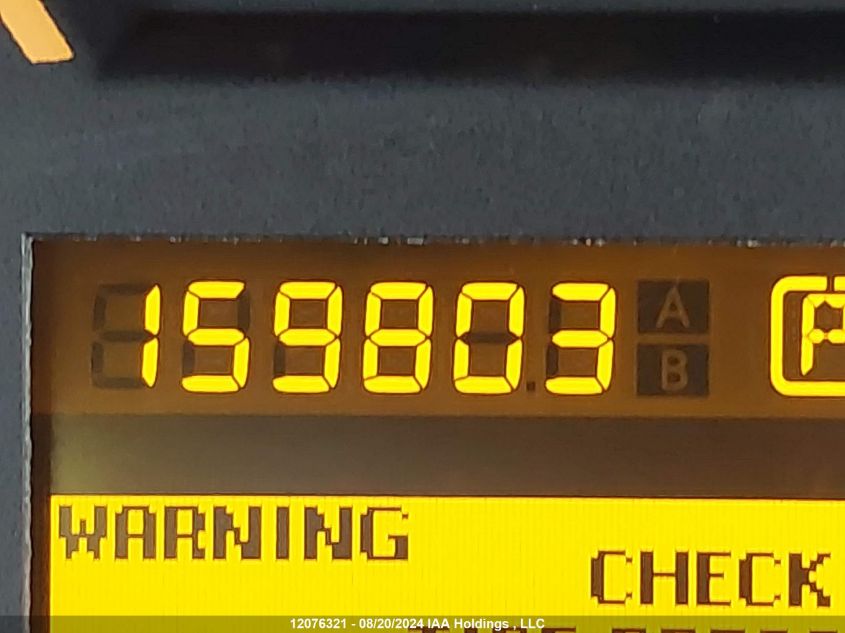 159803
A
B
P
WARNING
CHECK
12076321 - 08/20/2024 IAA Holdings , LLC